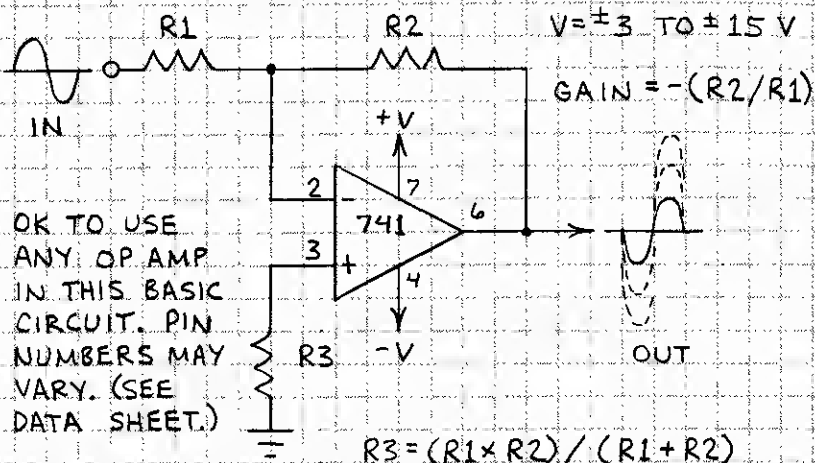 R1
R2
V=±3 TO ±15 V
GAIN = -(R2/R1)
IN
+V
2
-
7
741
6
3
+
4
OK TO USE
ANY OP AMP
IN THIS BASIC
CIRCUIT. PIN
NUMBERS MAY
VARY. (SEE
DATA SHEET.)
R3
-V
OUT
R3 = (R1 x R2) / (R1 + R2)